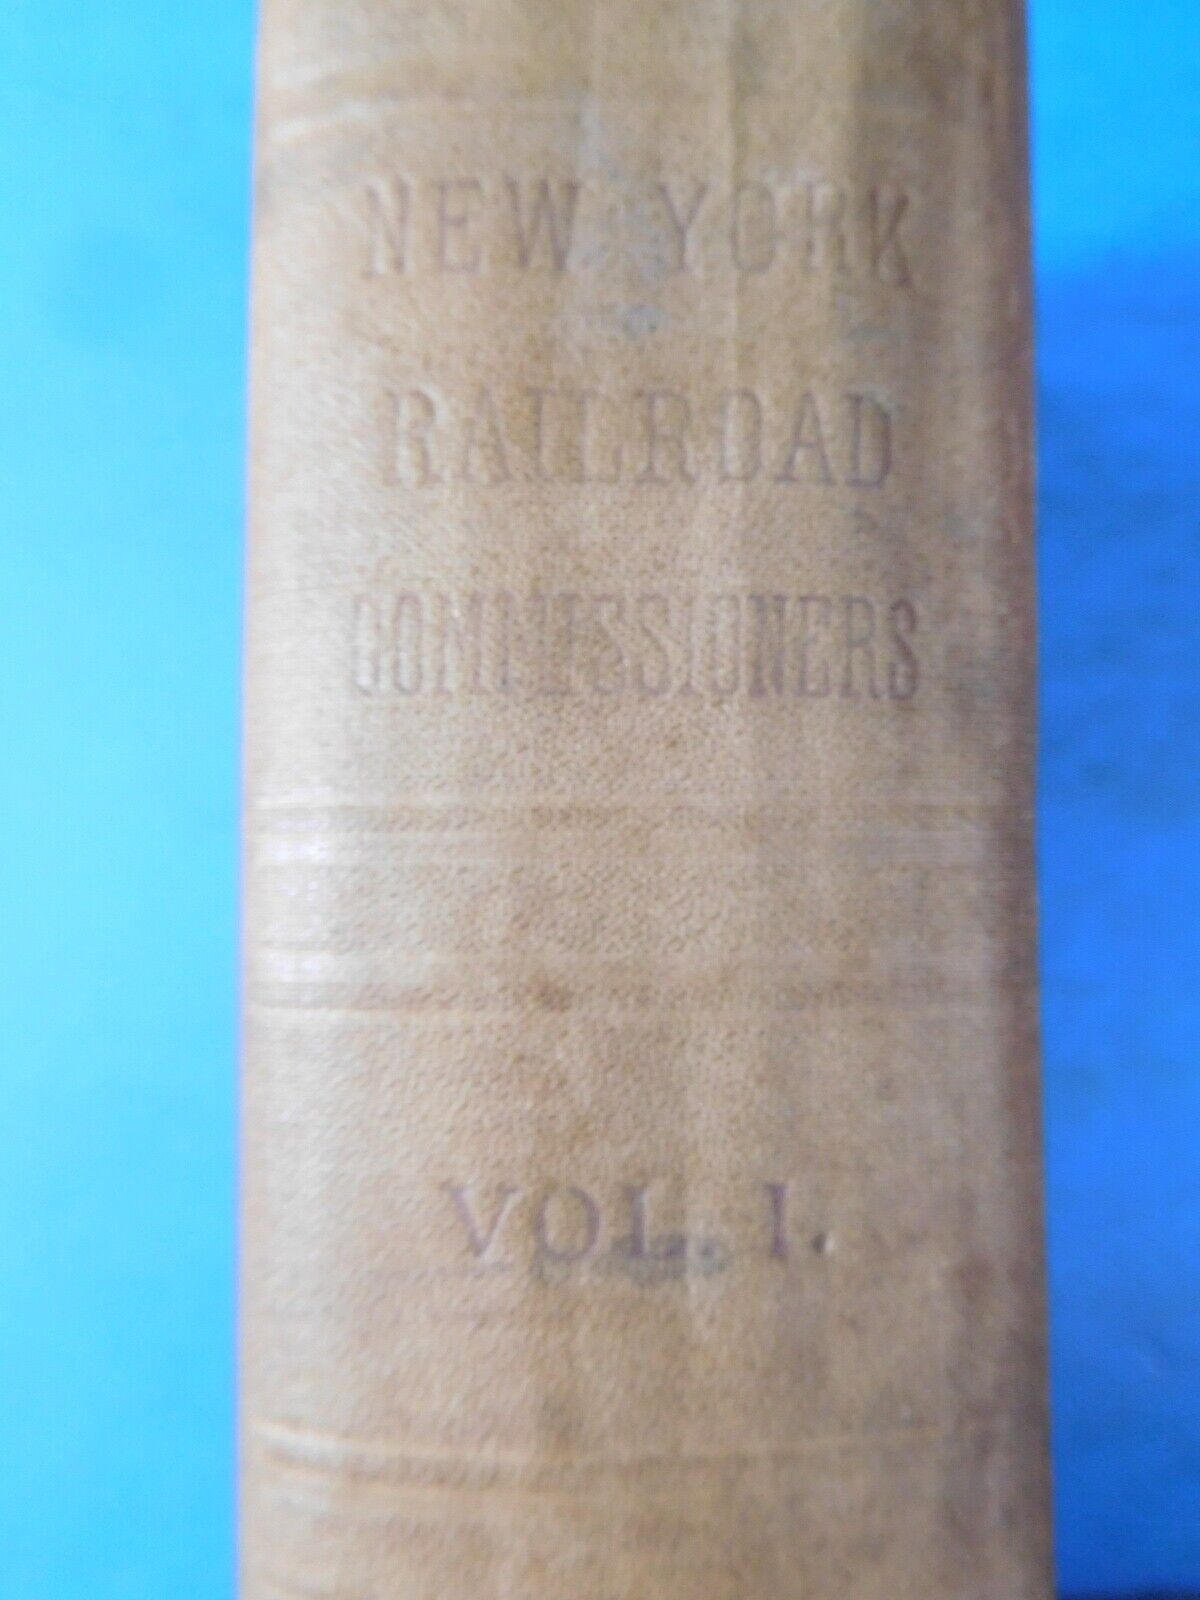 NEW YORK
RAILROAD
COMMISSIONERS
VOL. I.